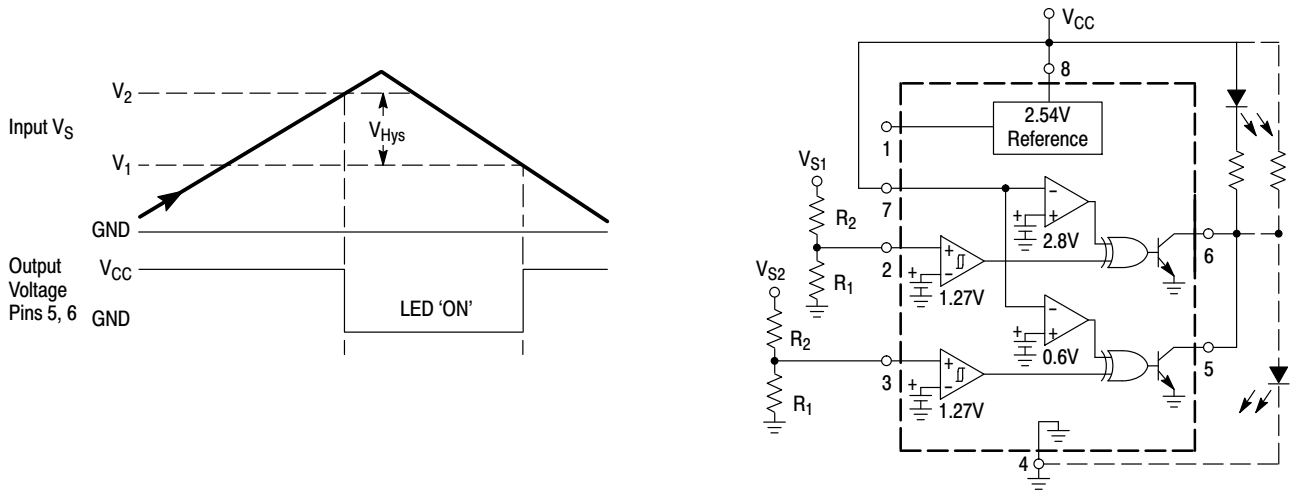 V2
Input VS
VHys
V1
GND
Output
Voltage
Pins 5, 6
VCC
GND
LED ‘ON’
VCC
8
2.54V
Reference
1
VS1
7
R2
2.8V
6
2
VS2
R1
1.27V
R2
0.6V
5
3
R1
1.27V
4